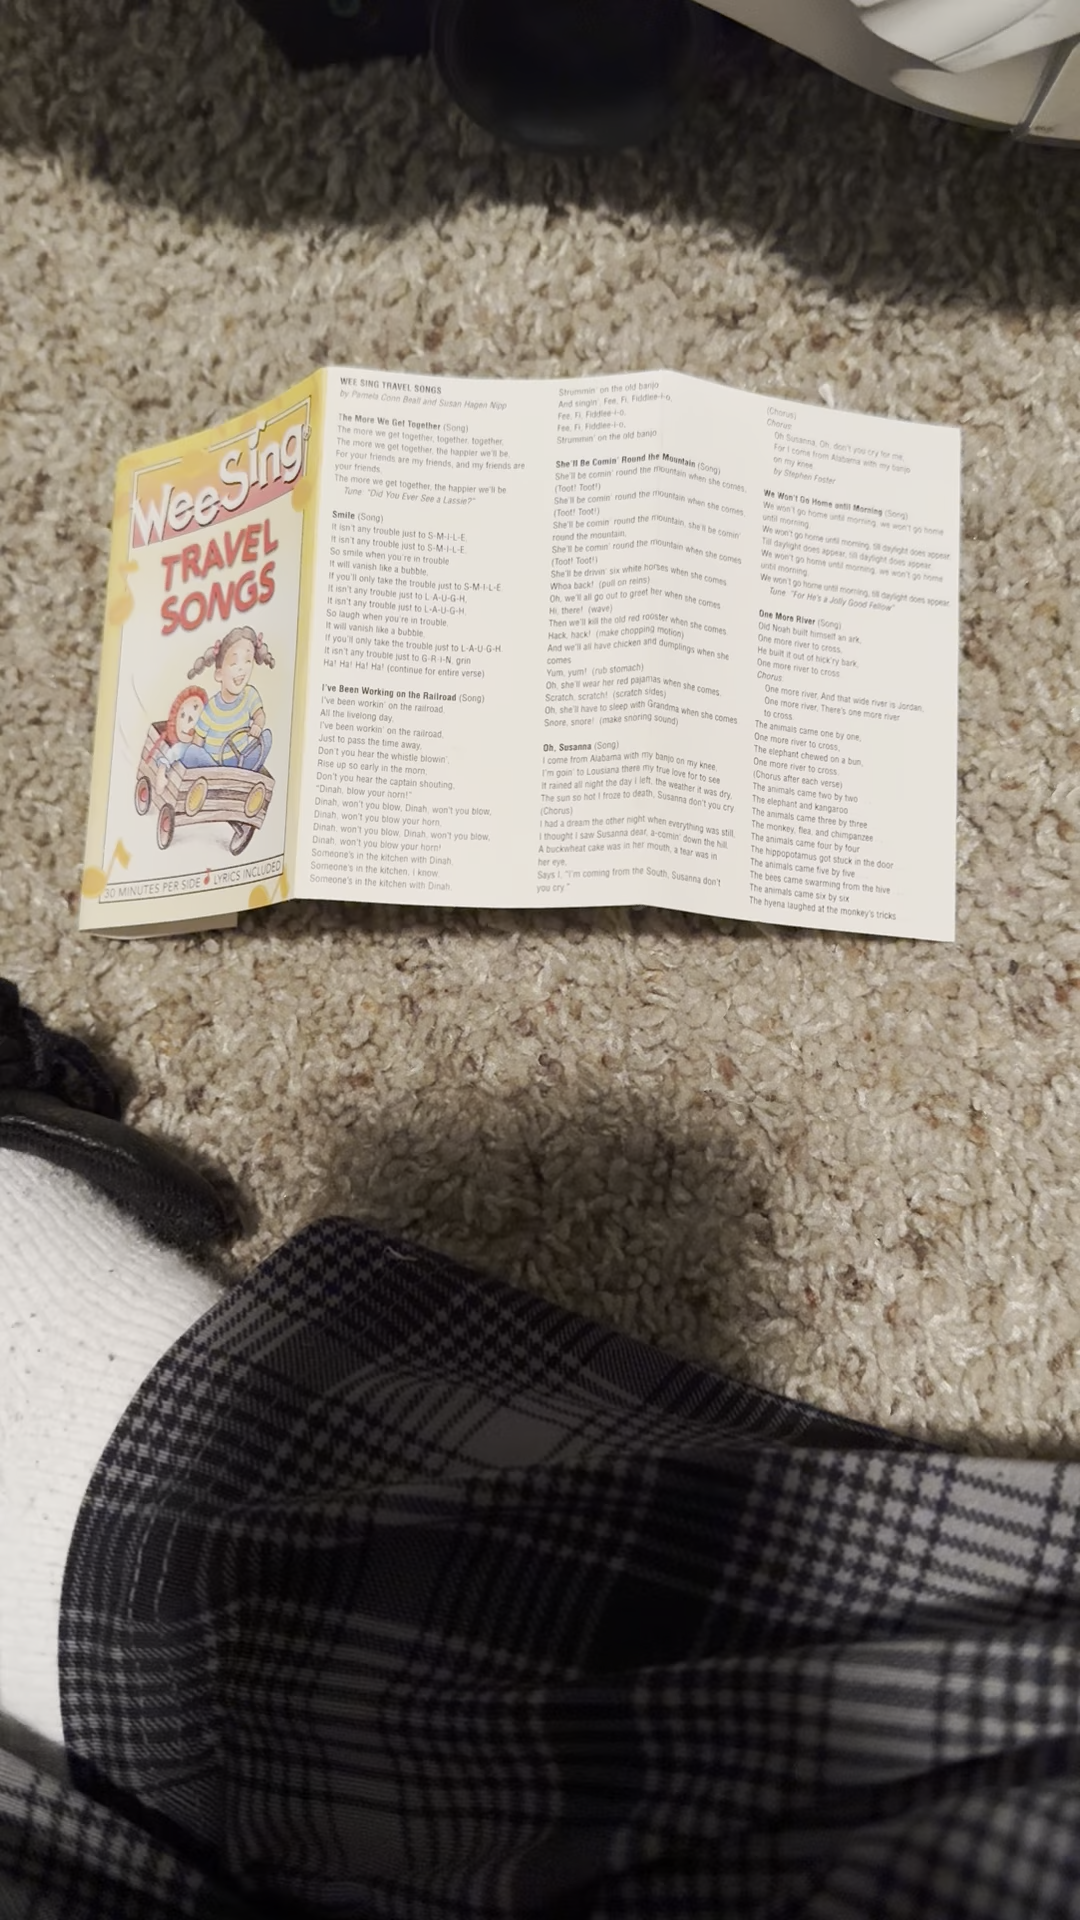 WeeSing
TRAVEL
SONGS
30 MINUTES PER SIDE LYRICS INCLUDED
WEE SING TRAVEL SONGS
by Pamela Conn Beall and Susan Hagen Nipp
The More We Get Together (Song)
The more we get together, together, together,
The more we get together, the happier we'll be.
For your friends are my friends, and my friends are
your friends,
The more we get together, the happier we'll be
Tune: "Did You Ever See a Lassie?"
Smile (Song)
It isn't any trouble just to S-M-I-L-E.
It isn't any trouble just to S-M-I-L-E.
So smile when you're in trouble
It will vanish like a bubble,
If you'll only take the trouble just to S-M-I-L-E
It isn't any trouble just to L-A-U-G-H,
It isn't any trouble just to L-A-U-G-H.
So laugh when you're in trouble,
It will vanish like a bubble.
If you'll take the trouble just to L-A-U-G-H.
It isn't any trouble just to G-R-I-N, grin
Ha! Ha! Ha! Ha! (continue for entire verse)
I've Been Working on the Railroad (Song)
I've been workin' on the railroad,
All the livelong day.
I've been workin' on the railroad,
Just to pass the time away.
Don't you hear the whistle blowin'.
Rise up so early in the morn;
Don't you hear the captain shouting,
"Dinah, blow your horn!"
Dinah, won't you blow, Dinah, won't you blow,
Dinah, won't you blow your horn,
Dinah, won't you blow, Dinah, won't you blow,
Dinah, won't you blow your horn!
Someone's in the kitchen with Dinah,
Someone's in the kitchen, I know
Someone's in the kitchen with Dinah,
Strummin' on the old banjo
And singin' Fee, Fi, Fiddlee-I-o,
Fee, Fi, Fiddlee-I-o,
Fee, Fi, Fiddlee-I-o,
Strummin' on the old banjo
She'll Be Comin' Round the Mountain (Song)
She'll be comin' round the mountain when she comes,
(Toot! Toot!)
She'll be comin' round the mountain when she comes,
(Toot! Toot!)
She'll be comin' round the mountain, she'll be comin'
round the mountain,
She'll be comin' round the mountain when she comes
(Toot! Toot!)
She'll be drivin' six white horses when she comes
Whoa back! (pull on reins)
Oh, we'll all go out to greet her when she comes
Hi, there! (wave)
Then we'll kill the old red rooster when she comes.
Hack, hack! (make chopping motion)
And we'll all have chicken and dumplings when she
comes
Yum, yum! (rub stomach)
Oh, she'll wear her red pajamas when she comes.
Scratch, scratch! (scratch sides)
Oh, she'll have to sleep with Grandma when she comes
Snore, snore! (make snoring sound)
Oh, Susanna (Song)
I come from Alabama with my banjo on my knee,
I'm goin' to Lousiana there my true love for to see
It rained all night the day I left, the weather it was dry,
The sun so hot I froze to death, Susanna don't you cry
(Chorus)
I had a dream the other night when everything was still,
I thought I saw Susanna dear, a-comin' down the hill,
A buckwheat cake was in her mouth, a tear was in
her eye,
Says I, "I'm coming from the South, Susanna don't
you cry."
(Chorus)
Chorus:
Oh Susanna, Oh, don't you cry for me,
For I come from Alabama with my banjo
on my knee
by Stephen Foster
We Won't Go Home until Morning (Song)
We won't go home until morning, we won't go home
until morning
We won't go home until morning, till daylight does appear.
Till daylight does appear, till daylight does appear.
We won't go home until morning, we won't go home
until morning.
We won't go home until morning, till daylight does appear.
Tune: "For He's a Jolly Good Fellow"
One More River (Song)
Did Noah built himself an ark,
One more river to cross,
He built it out of hick'ry bark,
One more river to cross
Chorus
One more river, And that wide river is Jordan,
One more river, There's one more river
to cross.
The animals came one by one,
One more river to cross,
The elephant chewed on a bun,
One more river to cross.
(Chorus after each verse)
The animals came two by two ...
The elephant and kangaroo
The animals came three by three
The monkey, flea, and chimpanzee ...
The animals came four by four
The hippopotamus got stuck in the door
The animals came five by five ...
The bees came swarming from the hive ...
The animals came six by six
The hyena laughed at the monkey's tricks